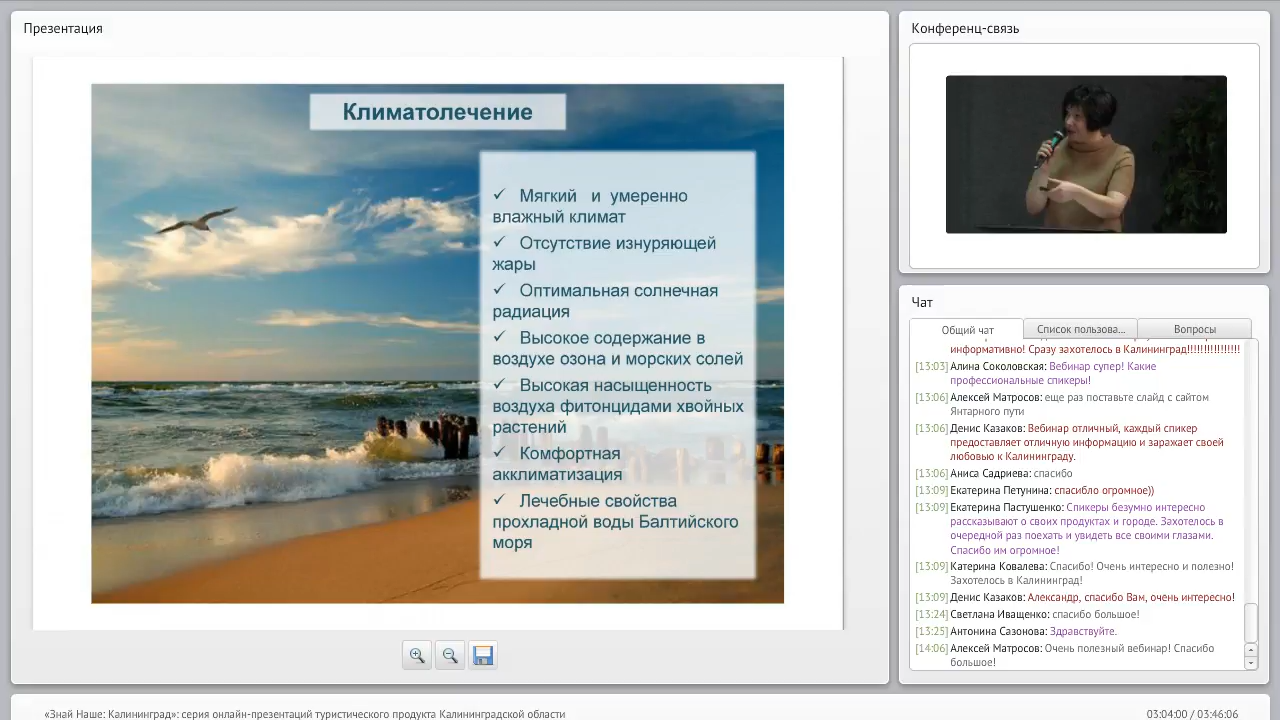 Презентация
Климатолечение
✓ Мягкий и умеренно
влажный климат
✓ Отсутствие изнуряющей
жары
✓ Оптимальная солнечная
радиация
✓ Высокое содержание в
воздухе озона и морских солей
✓ Высокая насыщенность
воздуха фитонцидами хвойных
растений
✓ Комфортная
акклиматизация
✓ Лечебные свойства
прохладной воды Балтийского
моря
Конференц-связь
Чат
Общий чат
Список пользова...
Вопросы
информативно! Сразу захотелось в Калининград!!!!!!!!!!!!!!!!
[13:03] Алина Соколовская: Вебинар супер! Какие
профессиональные спикеры!
[13:06] Алексей Матросов: еще раз поставьте слайд с сайтом
Янтарного пути
[13:06] Денис Казаков: Вебинар отличный, каждый спикер
предоставляет отличную информацию и заражает своей
любовью к Калининграду.
[13:06] Аниса Садриева: спасибо
[13:09] Екатерина Петунина: спасибло огромное))
[13:09] Екатерина Пастушенко: Спикеры безумно интересно
рассказывают о своих продуктах и городе. Захотелось в
очередной раз поехать и увидеть все своими глазами.
Спасибо им огромное!
[13:09] Катерина Ковалева: Спасибо! Очень интересно и полезно!
Захотелось в Калининград!
[13:09] Денис Казаков: Александр, спасибо Вам, очень интересно!
[13:24] Светлана Иващенко: спасибо большое!
[13:25] Антонина Сазонова: Здравствуйте.
[14:06] Алексей Матросов: Очень полезный вебинар! Спасибо
большое!
«Знай Наше: Калининград»: серия онлайн-презентаций туристического продукта Калининградской области
03:04:00 / 03:46:06